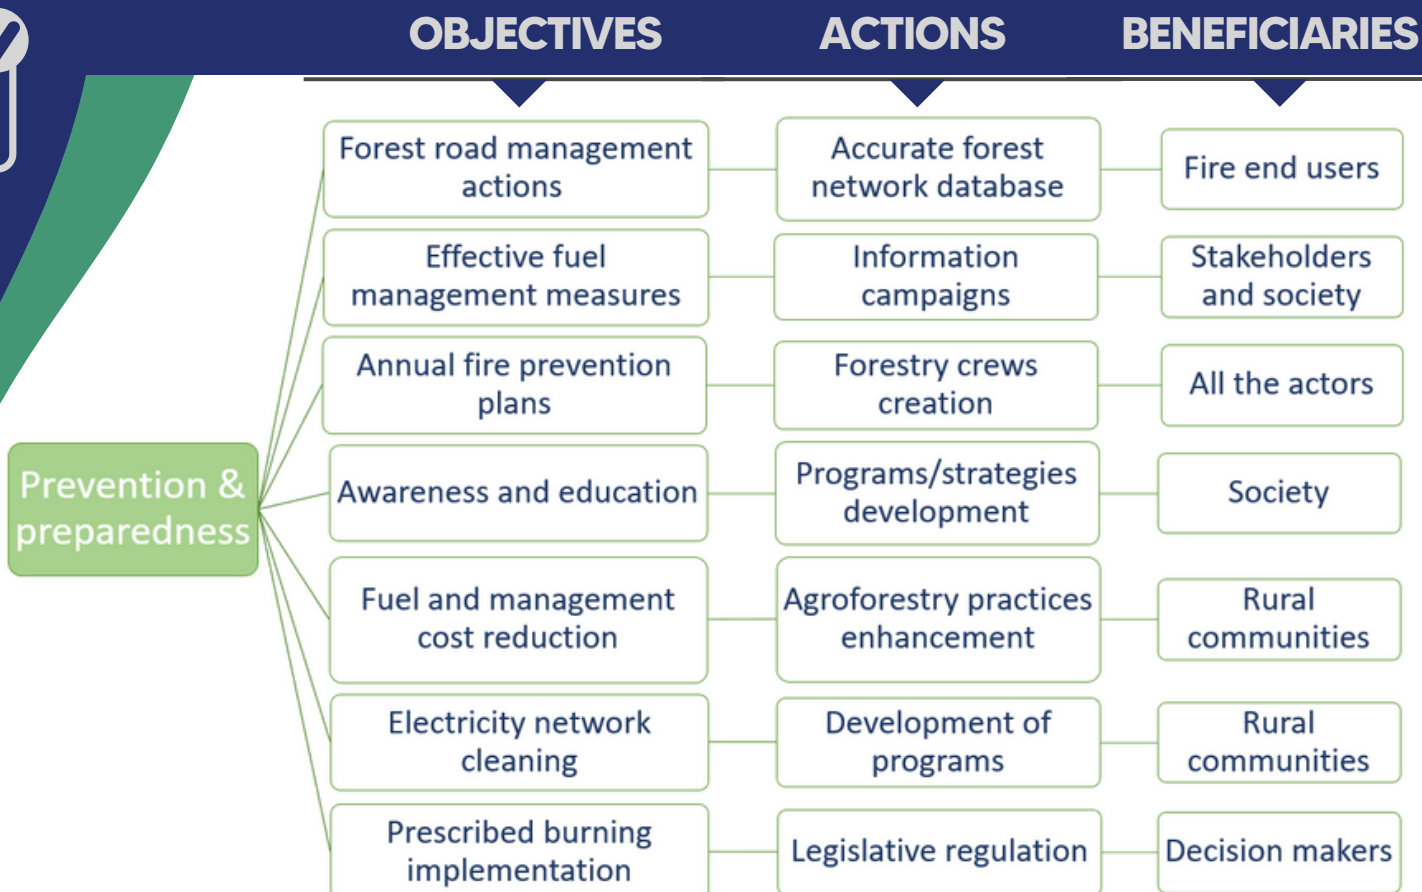 OBJECTIVES
ACTIONS
BENEFICIARIES
Prevention &
preparedness
Forest road management
actions
Accurate forest
network database
Fire end users
Effective fuel
management measures
Information
campaigns
Stakeholders
and society
Annual fire prevention
plans
Forestry crews
creation
All the actors
Awareness and education
Programs/strategies
development
Society
Fuel and management
cost reduction
Agroforestry practices
enhancement
Rural
communities
Electricity network
cleaning
Development of
programs
Rural
communities
Prescribed burning
implementation
Legislative regulation
Decision makers